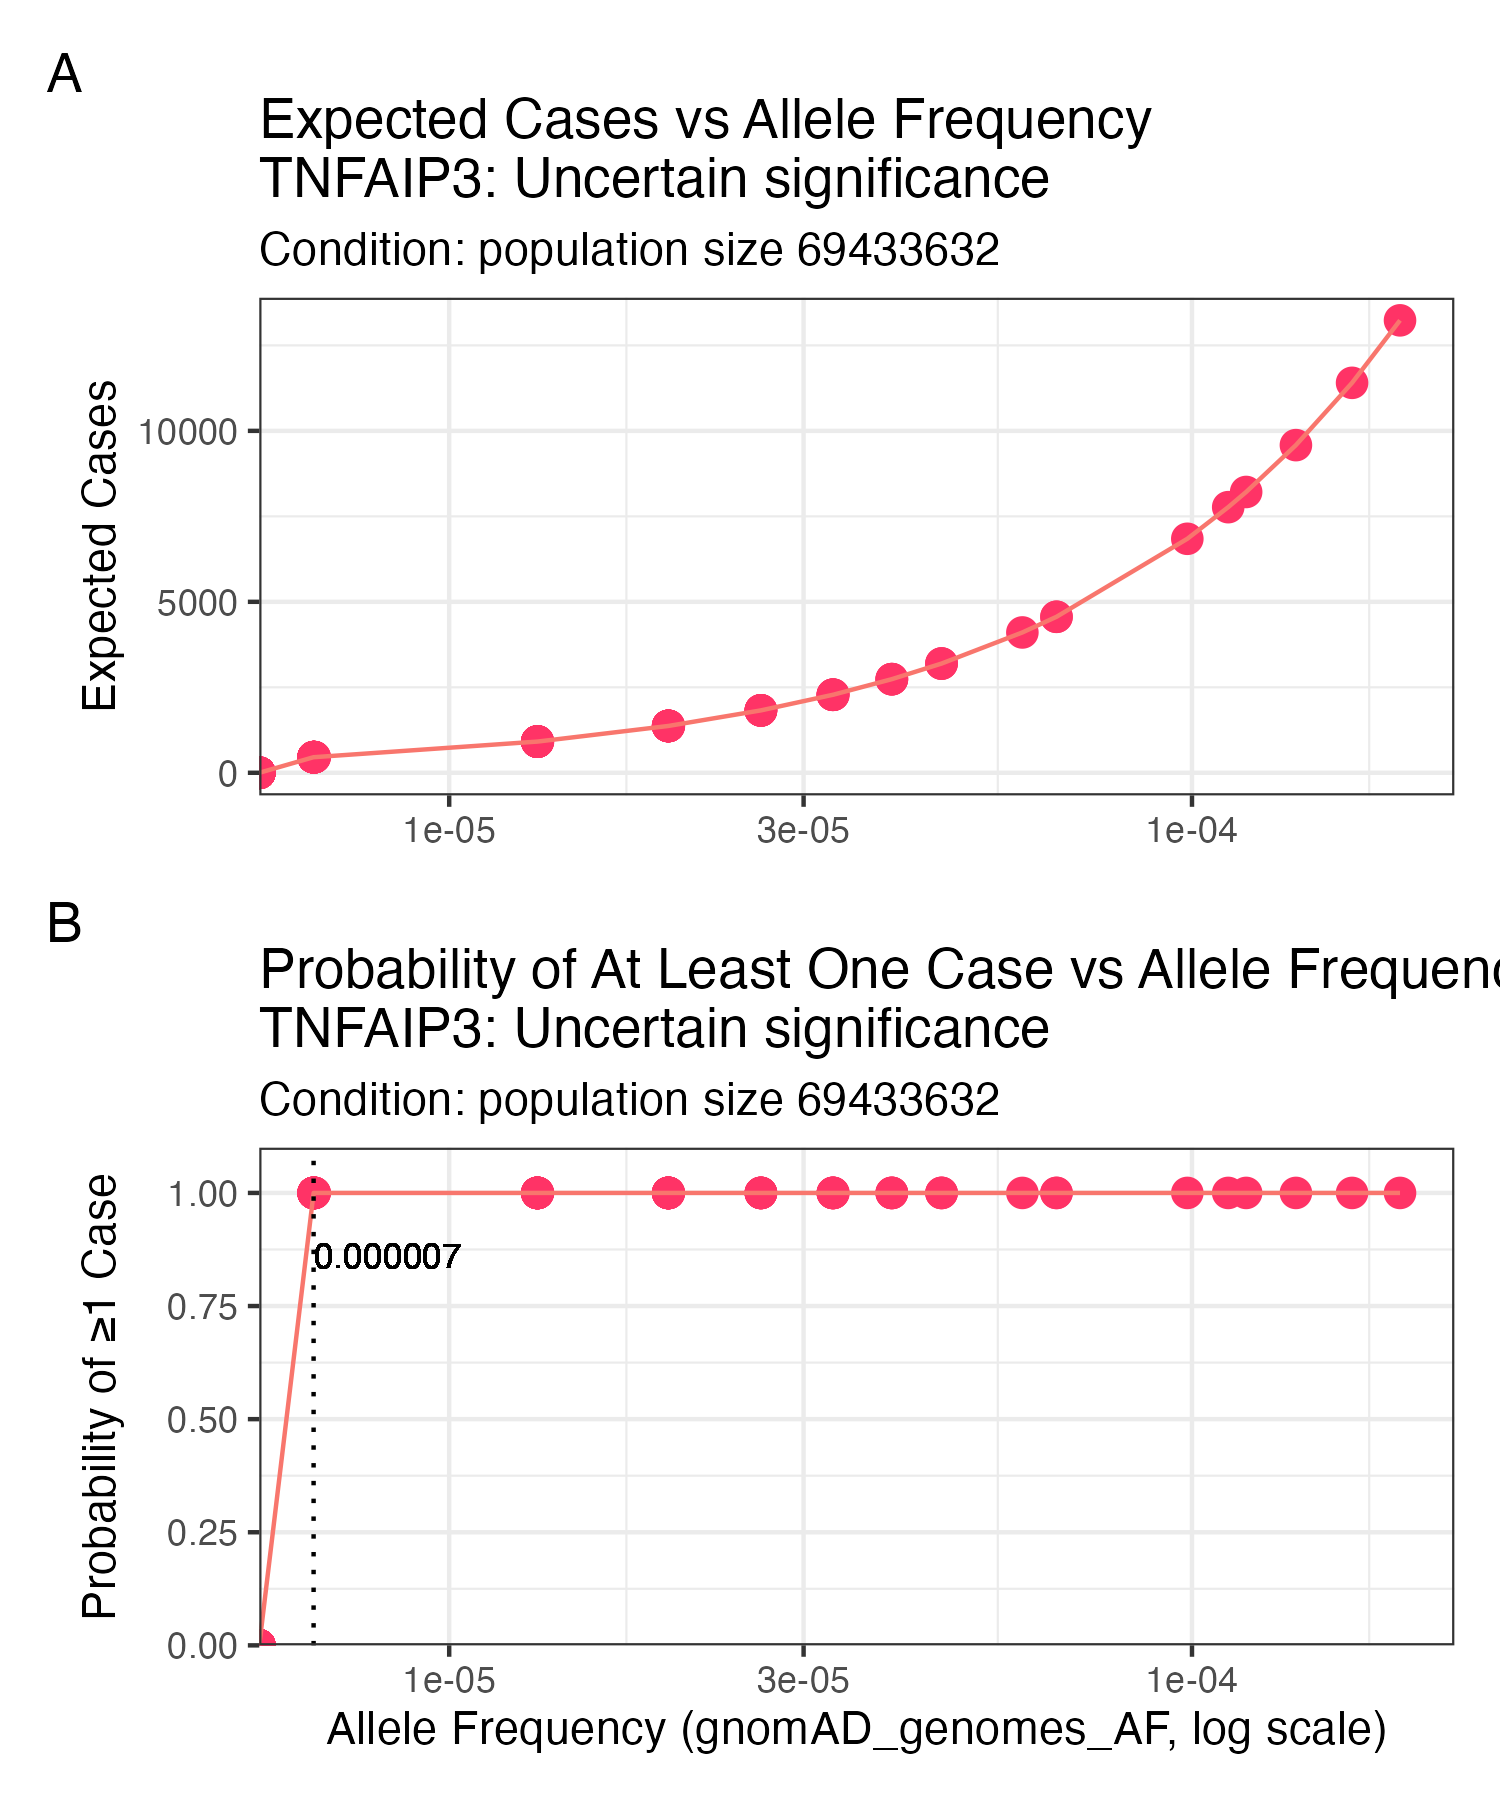 A
Expected Cases vs Allele Frequency
TNFAIP3: Uncertain significance
Condition: population size 69433632
Expected Cases
10000
5000
0
1e-05 3e-05 1e-04
B
Probability of At Least One Case vs Allele Frequenc
TNFAIP3: Uncertain significance
Condition: population size 69433632
Probability of ≥1 Case
1.00
0.75
0.50
0.25
0.00
0.000007
1e-05 3e-05 1e-04
Allele Frequency (gnomAD_genomes_AF, log scale)